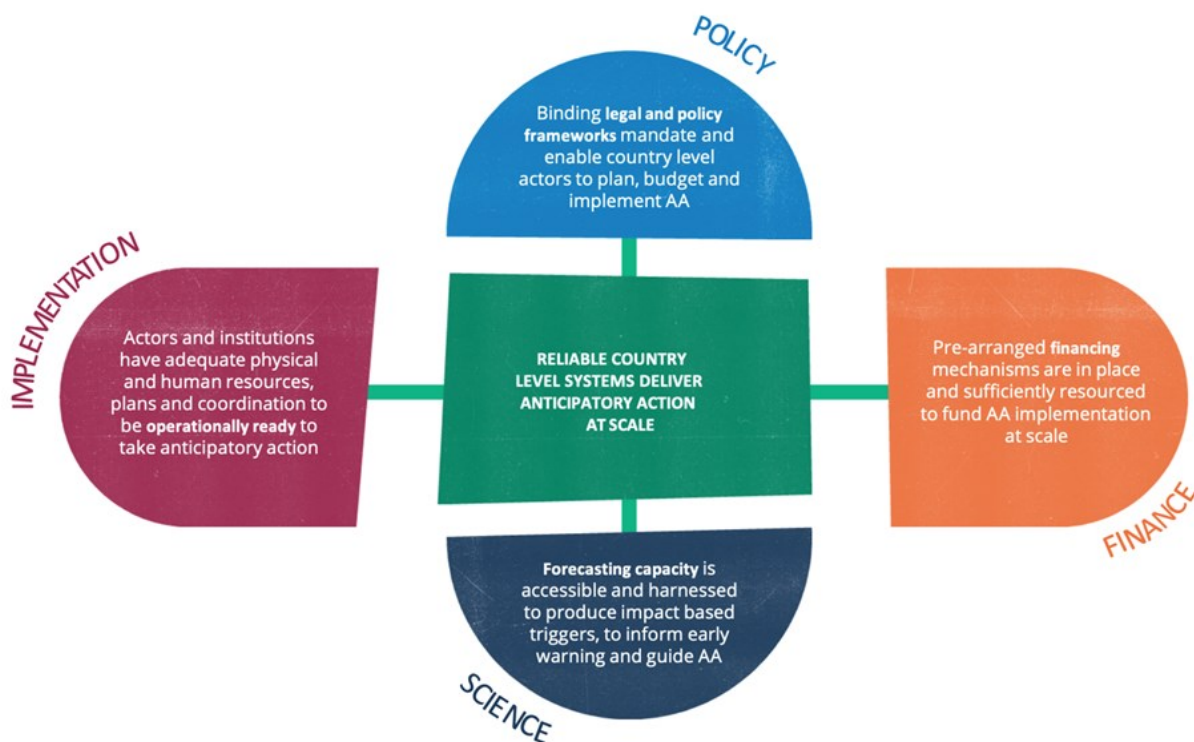 POLICY
Binding legal and policy
frameworks mandate and
enable country level
actors to plan, budget and
implement AA
IMPLEMENTATION
Actors and institutions
have adequate physical
and human resources,
plans and coordination to
be operationally ready to
take anticipatory action
RELIABLE COUNTRY
LEVEL SYSTEMS DELIVER
ANTICIPATORY ACTION
AT SCALE
Pre-arranged financing
mechanisms are in place
and sufficiently resourced
to fund AA implementation
at scale
FINANCE
Forecasting capacity is
accessible and harnessed
to produce impact based
triggers, to inform early
warning and guide AA
SCIENCE